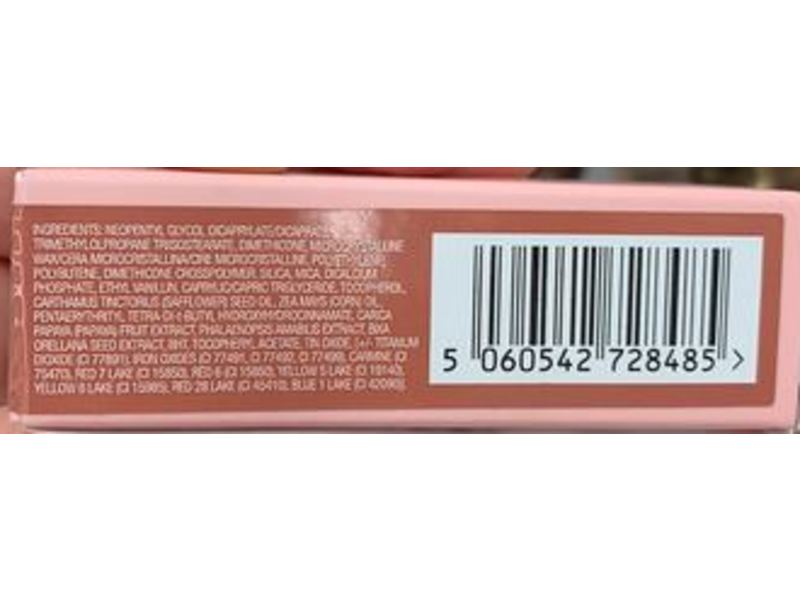 INGREDIENTS: NEOPENTYL GLYCOL DICAPRYLATE/DICAPRATE,
TRIMETHYLOLPROPANE TRIISOSTEARATE, DIMETHICONE, MICROCRYSTALLINE
WAX/CERA MICROCRISTALLINA/CIRE MICROCRISTALLINE, POLYETHYLENE,
POLYBUTENE, DIMETHICONE CROSSPOLYMER, SILICA, MICA, DICALCIUM
PHOSPHATE, ETHYL VANILLIN, CAPRYLIC/CAPRIC TRIGLYCERIDE, TOCOPHEROL,
CARTHAMUS TINCTORIUS (SAFFLOWER) SEED OIL, ZEA MAYS (CORN) OIL,
PENTAERYTHRITYL TETRA-DI-t-BUTYL HYDROXYHYDROCINNAMATE, CARICA
PAPAYA (PAPAYA) FRUIT EXTRACT, PHALAENOPSIS AMABILIS EXTRACT, BIXA
ORELLANA SEED EXTRACT, BHT, TOCOPHERYL ACETATE, TIN OXIDE, [+/- TITANIUM
DIOXIDE (CI 77891), IRON OXIDES (CI 77491, CI 77492, CI 77499), CARMINE (CI
75470), RED 7 LAKE (CI 15850), RED 6 (CI 15850), YELLOW 5 LAKE (CI 19140),
YELLOW 6 LAKE (CI 15985), RED 28 LAKE (CI 45410), BLUE 1 LAKE (CI 42090)].
5 060542 728485 >